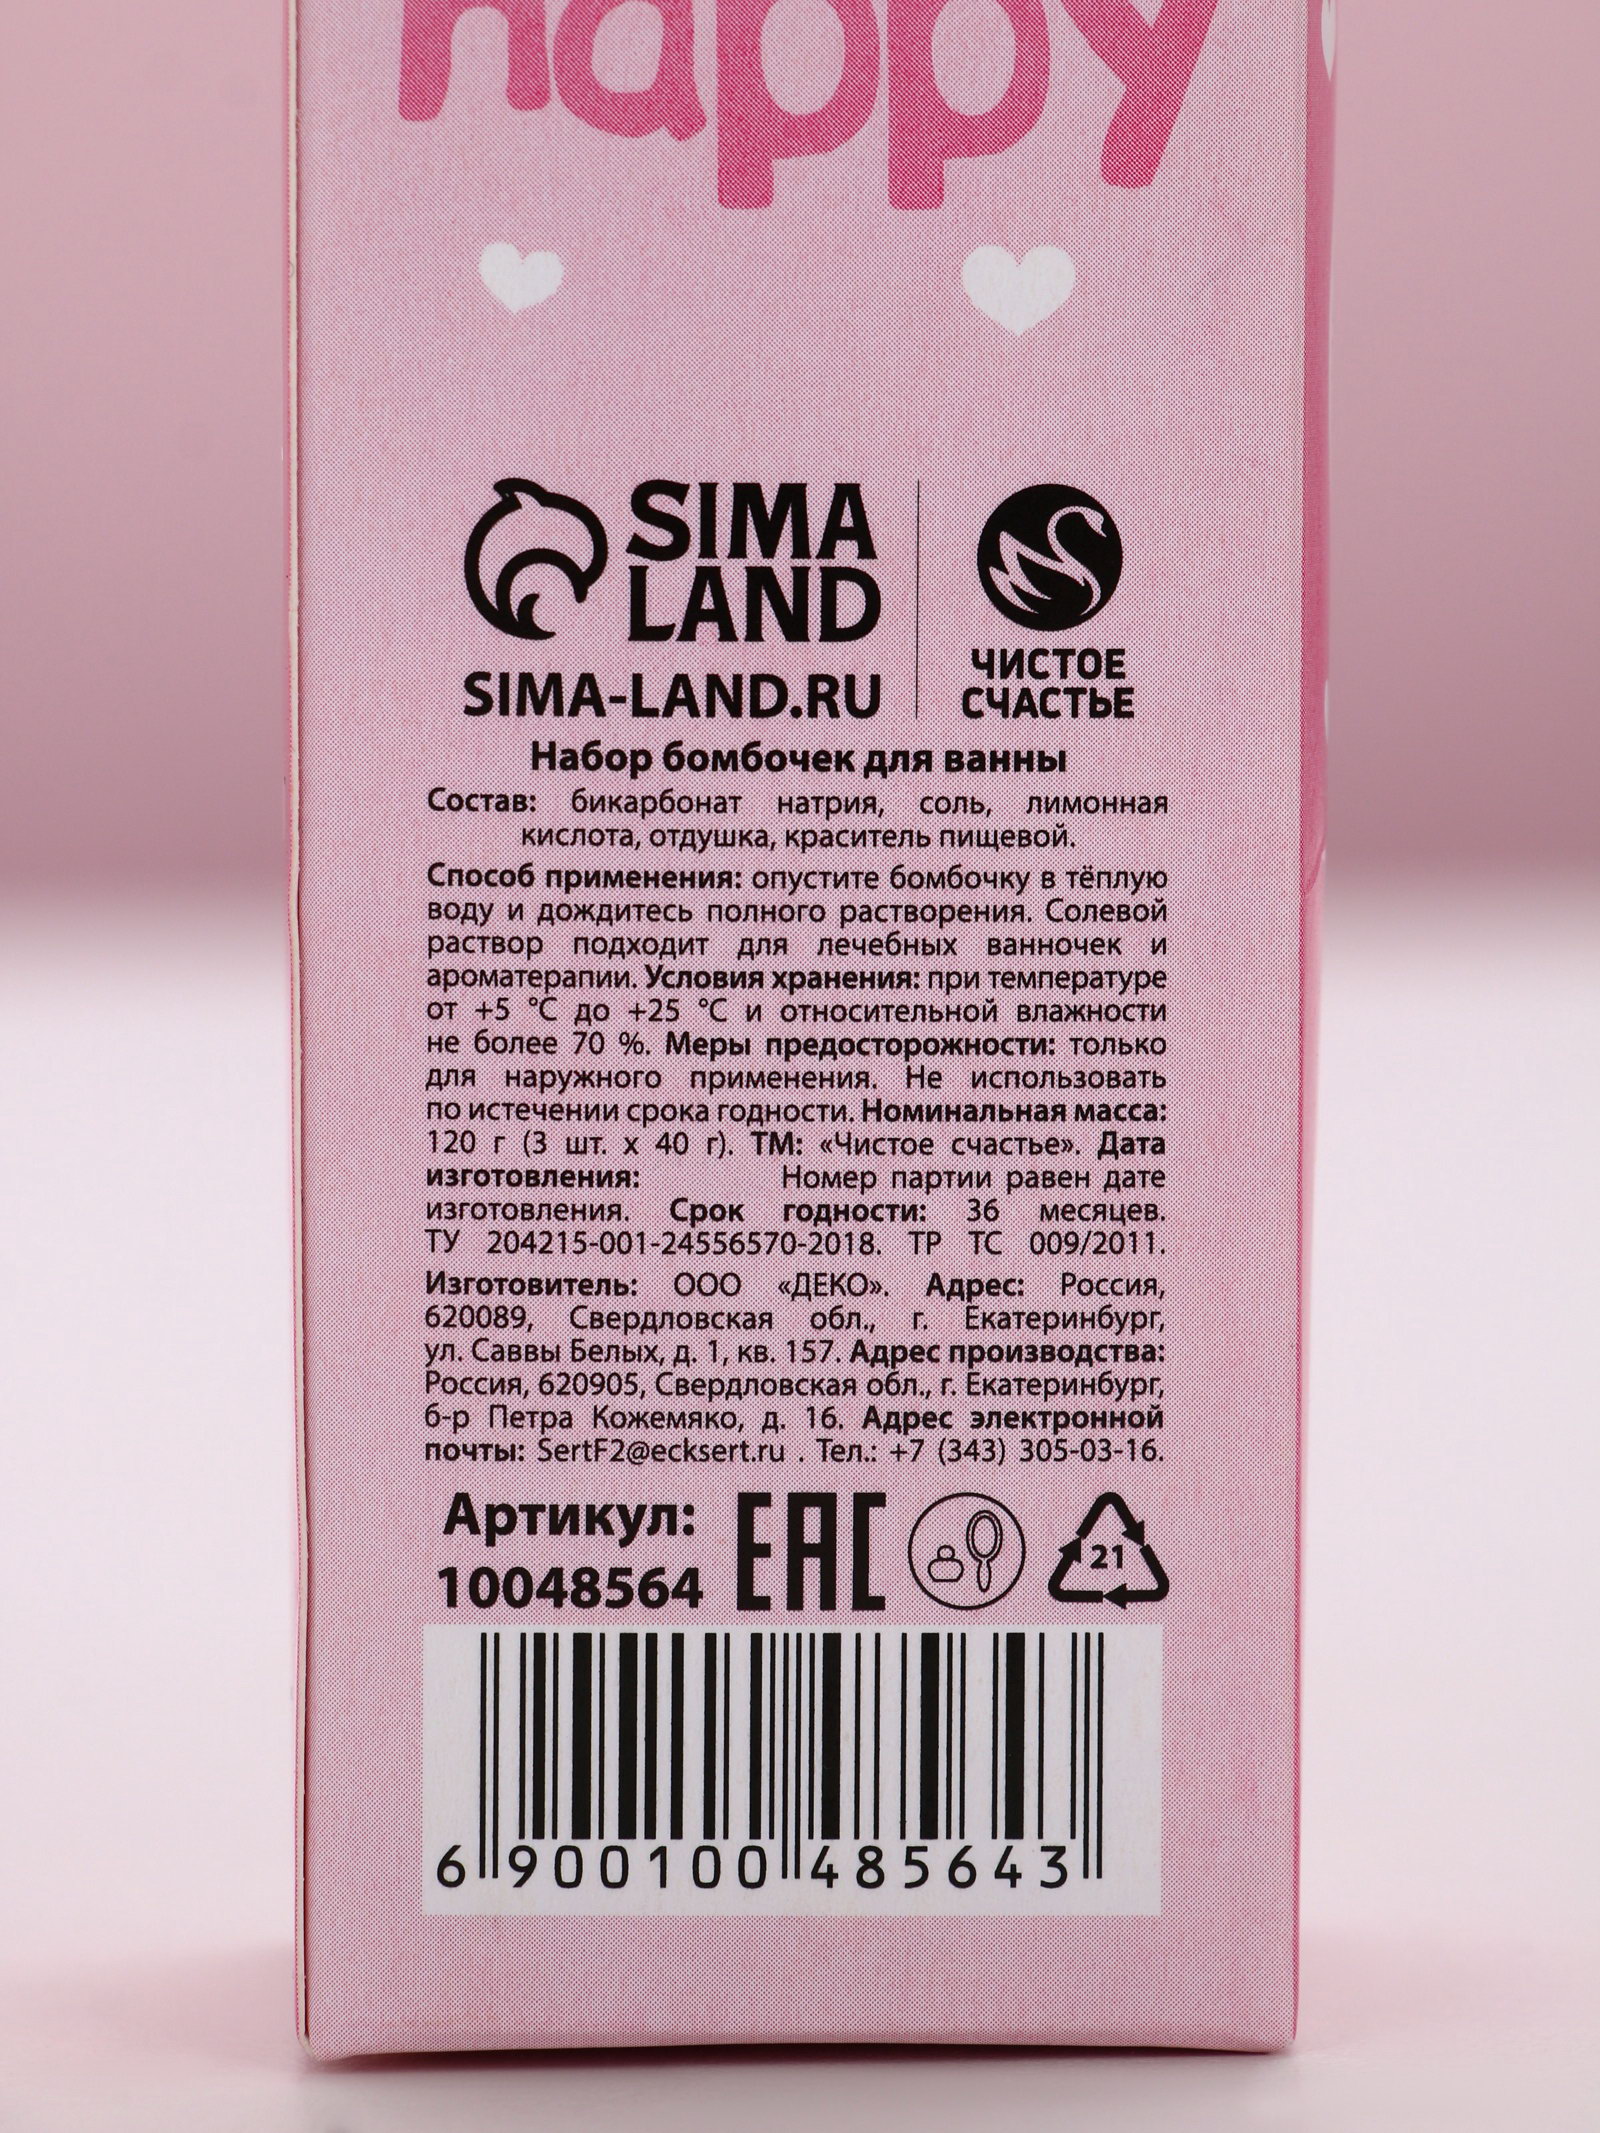 happy
SIMA
LAND
SIMA-LAND.RU
ЧИСТОЕ
СЧАСТЬЕ
Набор бомбочек для ванны
Состав: бикарбонат натрия, соль, лимонная
кислота, отдушка, краситель пищевой.
Способ применения: опустите бомбочку в тёплую
воду и дождитесь полного растворения. Солевой
раствор подходит для лечебных ванночек и
ароматерапии. Условия хранения: при температуре
от +5 °С до +25 °С и относительной влажности
не более 70 %. Меры предосторожности: только
для наружного применения. Не использовать
по истечении срока годности. Номинальная масса:
120 г (3 шт. х 40 г). ТМ: «Чистое счастье». Дата
изготовления: Номер партии равен дате
изготовления. Срок годности: 36 месяцев.
ТУ 204215-001-24556570-2018. ТР ТС 009/2011.
Изготовитель: ООО «ДЕКО». Адрес: Россия,
620089, Свердловская обл., г. Екатеринбург,
ул. Саввы Белых, д. 1, кв. 157. Адрес производства:
Россия, 620905, Свердловская обл., г. Екатеринбург,
б-р Петра Кожемяко, д. 16. Адрес электронной
почты: SertF2@ecksert.ru . Тел.: +7 (343) 305-03-16.
Артикул:
10048564
EAC
21
6 900100 485643